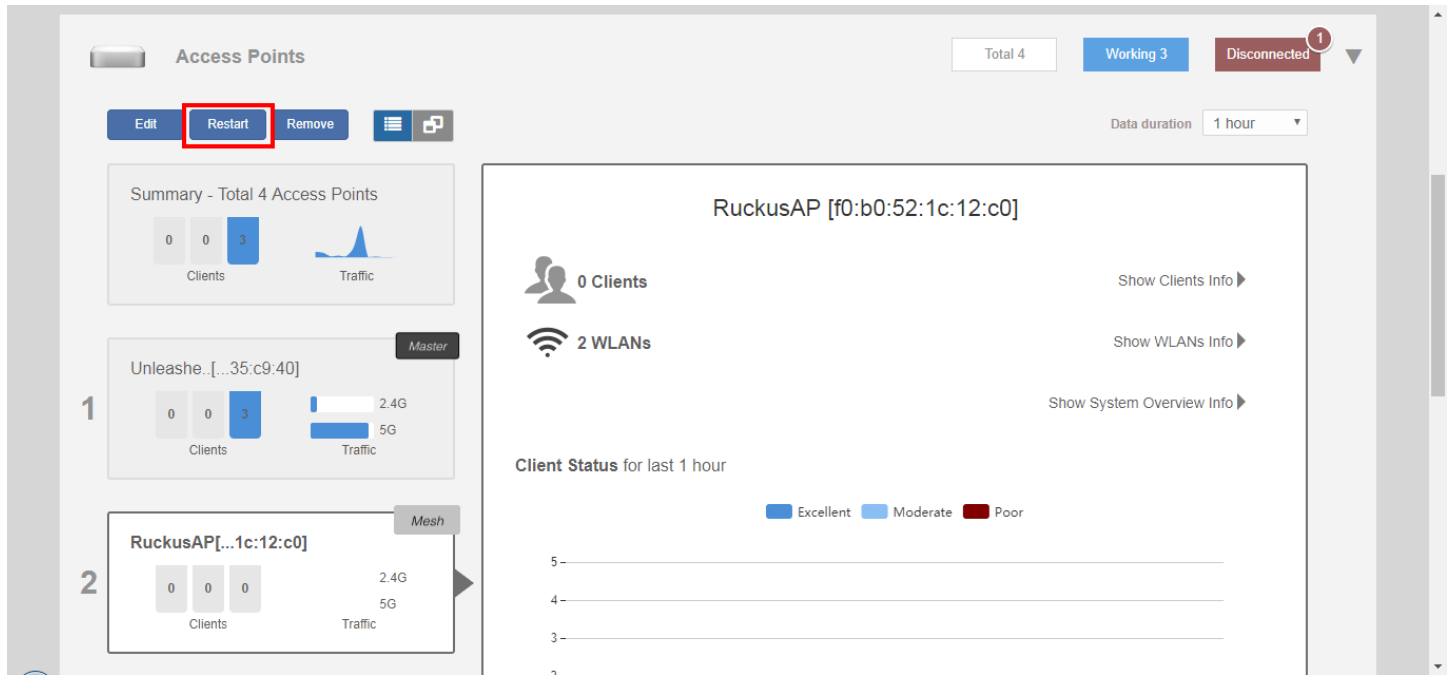 Access Points
Total 4
Working 3
Disconnected
1
Edit
Restart
Remove
Data duration
1 hour
Summary - Total 4 Access Points
0 0 3
Clients
Traffic
Master
Unleashe..[...35:c9:40]
1
0 0 3
2.4G
5G
Clients
Traffic
Mesh
RuckusAP[...1c:12:c0]
2
0 0 0
2.4G
5G
Clients
Traffic
RuckusAP [f0:b0:52:1c:12:c0]
0 Clients
Show Clients Info
2 WLANs
Show WLANs Info
Show System Overview Info
Client Status for last 1 hour
Excellent Moderate Poor
5
4
3